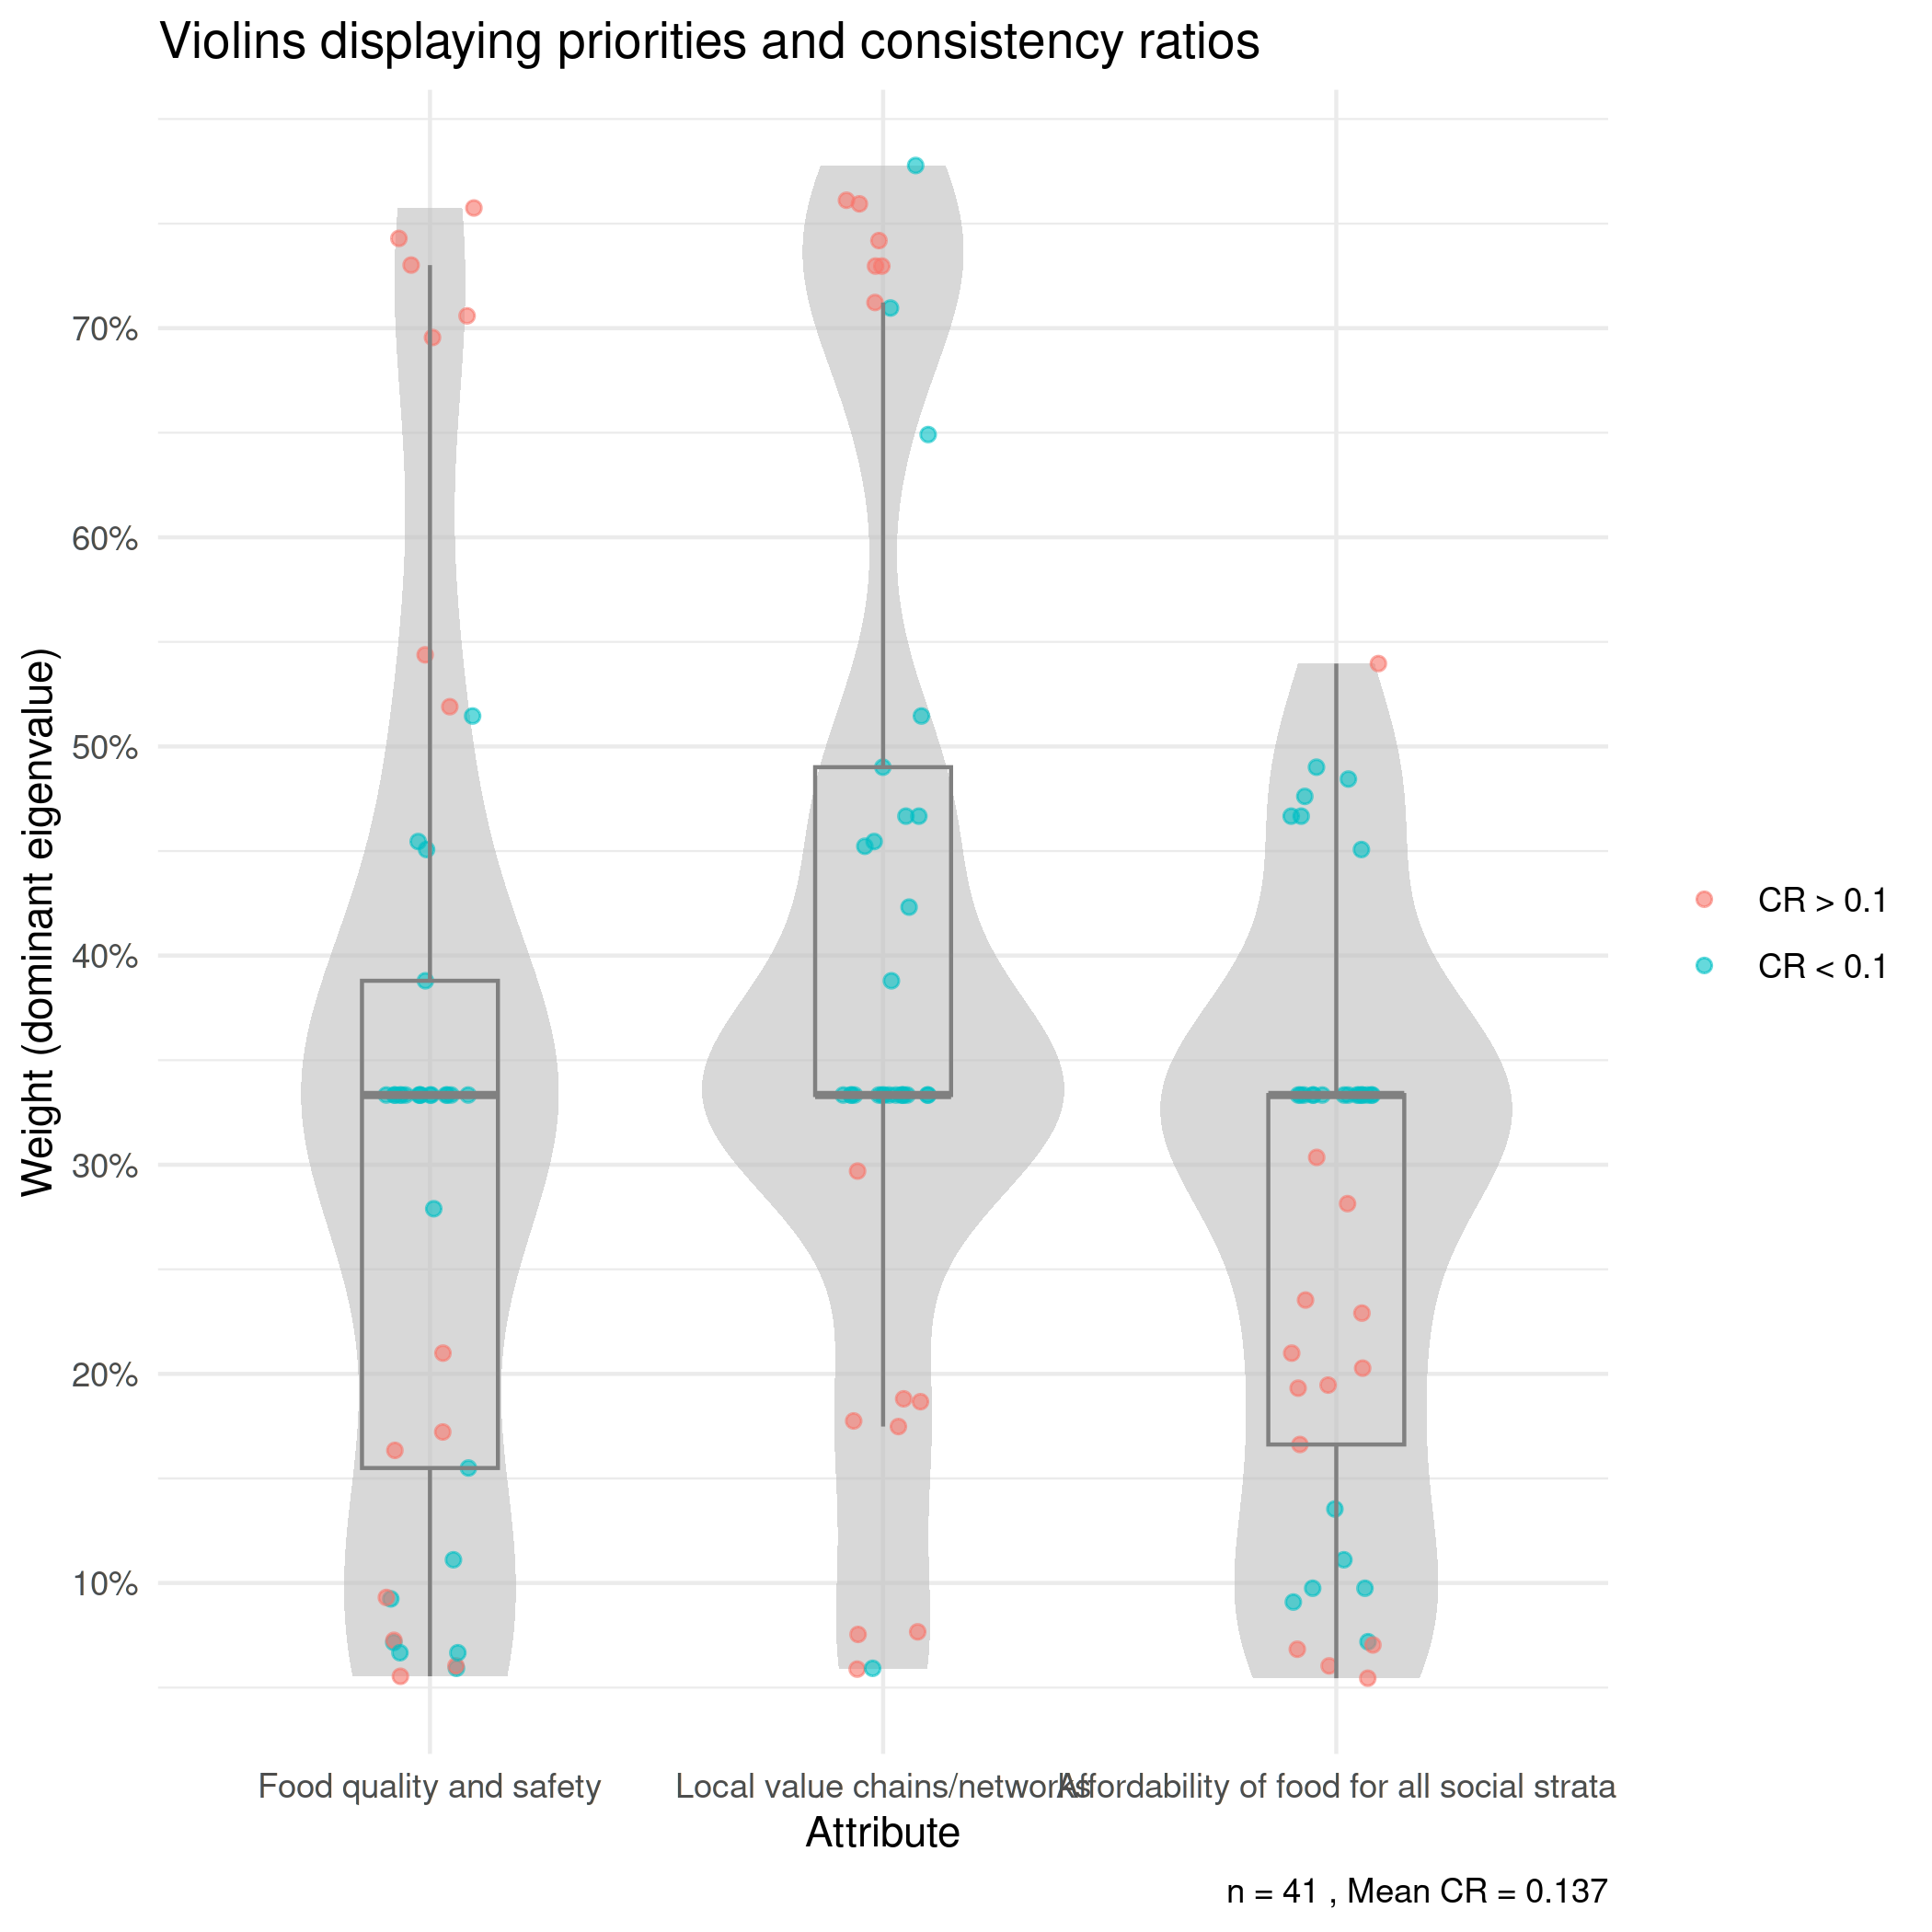 Violins displaying priorities and consistency ratios
Weight (dominant eigenvalue)
70%
60%
50%
40%
30%
20%
10%
CR > 0.1
CR < 0.1
Food quality and safety
Local value chains/networks
Affordability of food for all social strata
Attribute
n = 41 , Mean CR = 0.137